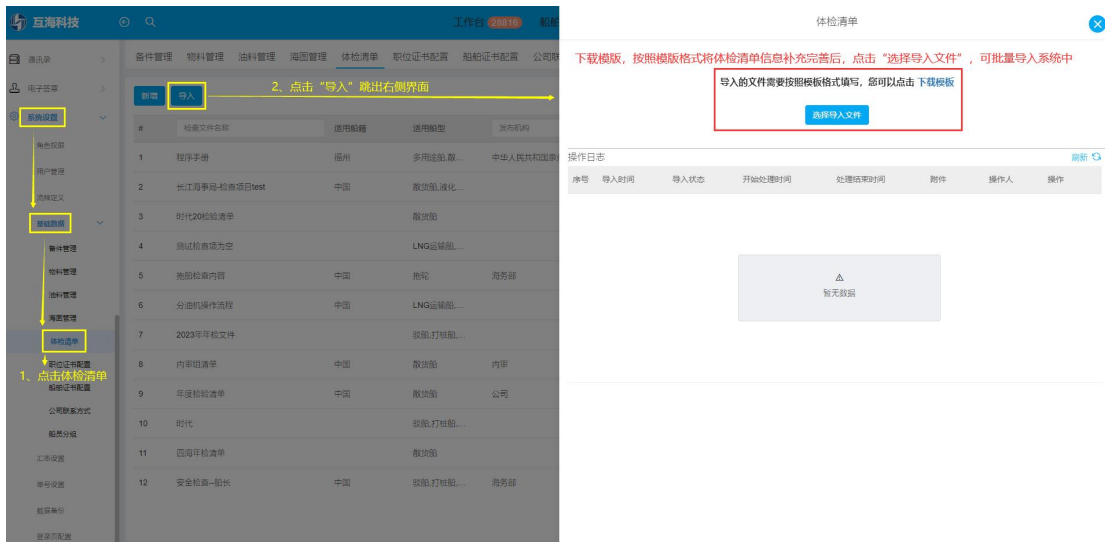 互海科技
工作台 28816 船舶
体检清单
通讯录
电子签章
系统设置
角色权限
用户管理
流程定义
基础数据
备件管理
物料管理
油料管理
海图管理
体检清单
职位证书配置
1、点击体检清单
船舶证书配置
公司联系方式
船员分组
汇率设置
单号设置
数据备份
登录页配置
备件管理 物料管理 油料管理 海图管理 体检清单 职位证书配置 船舶证书配置 公司联
新增 导入
2、点击“导入”跳出右侧界面
# 检查文件名称 适用船籍 适用船型 发布机构
1 程序手册 福州 多用途船,散... 中华人民共和国
2 长江海事局-检查项目test 中国 散货船,液化...
3 时代20检验清单 散货船
4 测试检查项为空 LNG运输船,...
5 拖船检查内容 中国 拖轮 海务部
6 分油机操作流程 中国 LNG运输船,...
7 2023年年检文件 驳船,打桩船,...
8 内审组清单 中国 散货船 内审
9 年度检验清单 中国 散货船 公司
10 时代 驳船,打桩船,...
11 四海年检清单 散货船
12 安全检查--船长 中国 驳船,打桩船,... 海务部
下载模版，按照模版格式将体检清单信息补充完善后，点击“选择导入文件”，可批量导入系统中
导入的文件需要按照模板格式填写，您可以点击 下载模板
选择导入文件
操作日志 刷新
序号 导入时间 导入状态 开始处理时间 处理结束时间 附件 操作人 操作
暂无数据